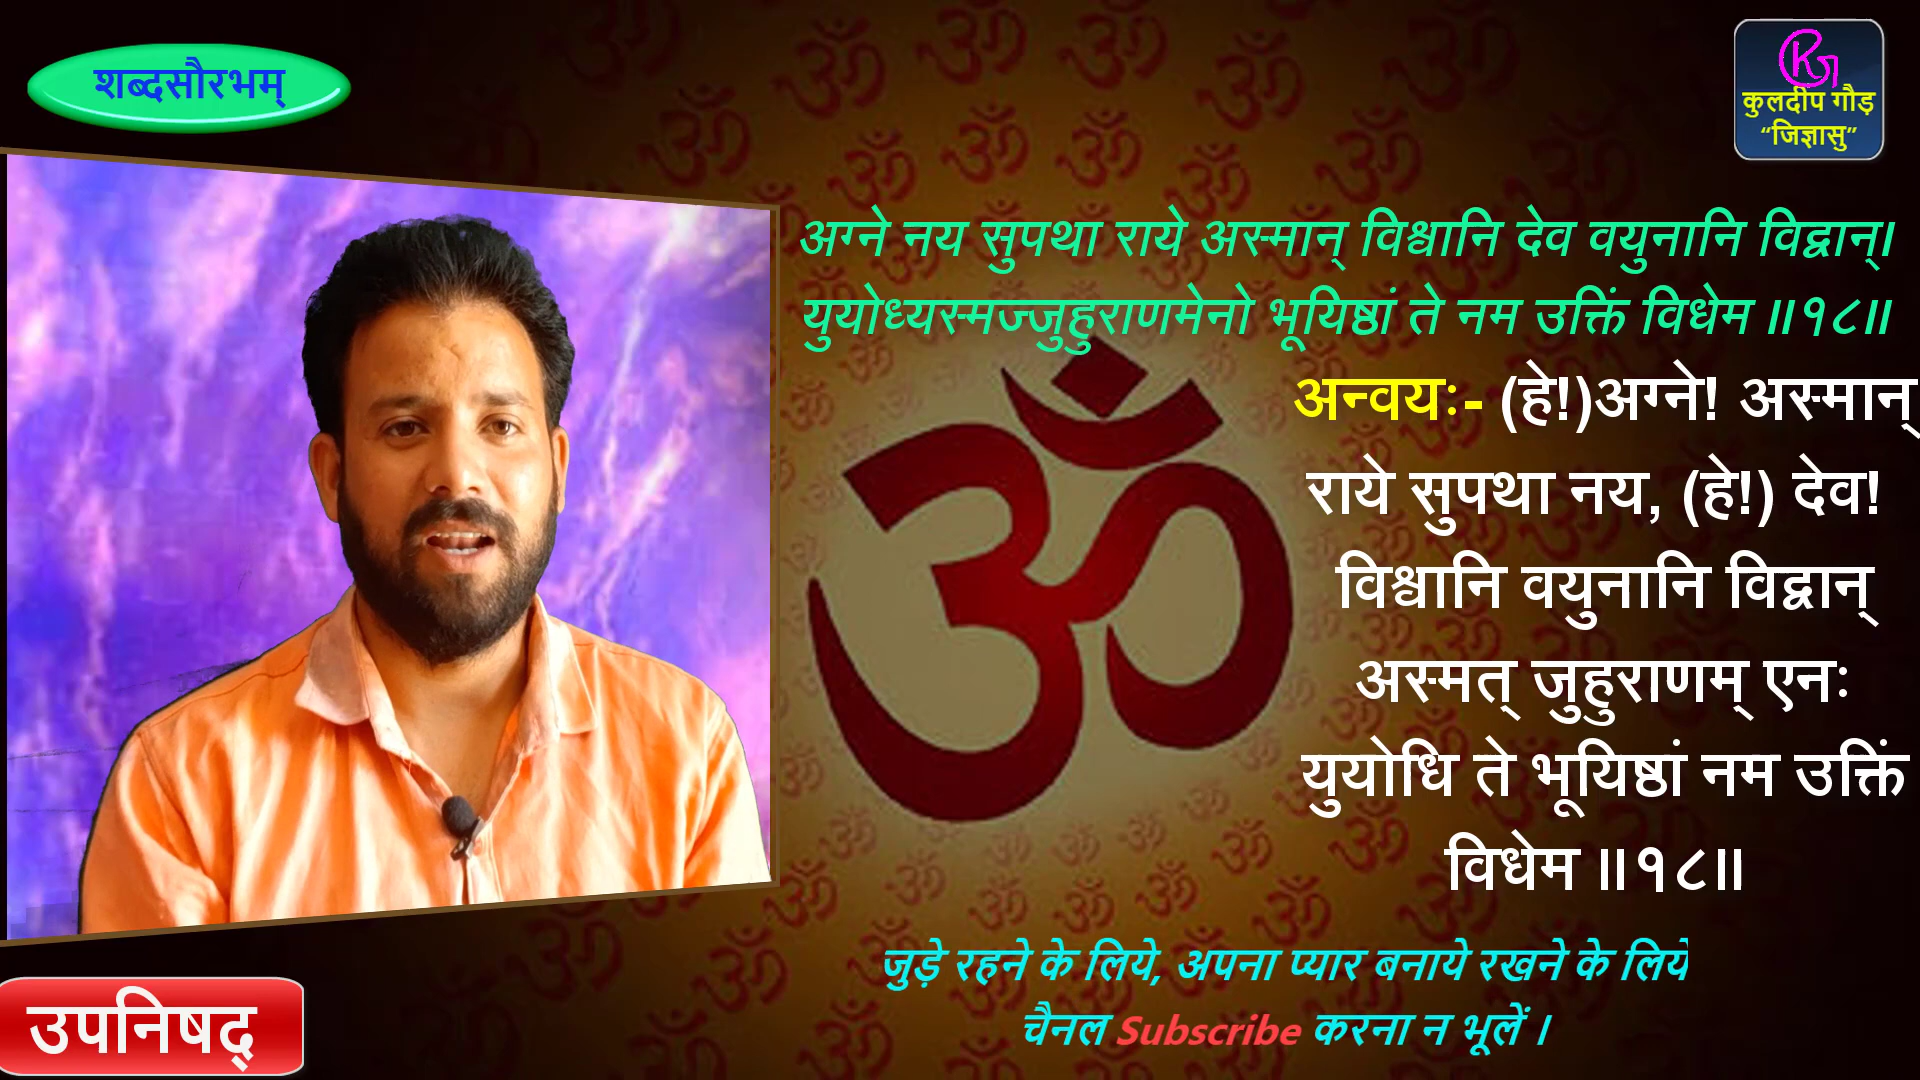 शब्दसौरभम्
कुलदीप गौड़
“जिज्ञासु”
अग्ने नय सुपथा राये अस्मान् विश्वानि देव वयुनानि विद्वान्।
युयोध्यस्मज्जुहुराणमेनो भूयिष्ठां ते नम उक्तिं विधेम ॥१८॥
अन्वयः- (हे!)अग्ने! अस्मान्
राये सुपथा नय, (हे!) देव!
विश्वानि वयुनानि विद्वान्
अस्मत् जुहुराणम् एनः
युयोधि ते भूयिष्ठां नम उक्तिं
विधेम ॥१८॥
जुड़े रहने के लिये, अपना प्यार बनाये रखने के लिये
चैनल Subscribe करना न भूलें ।
उपनिषद्